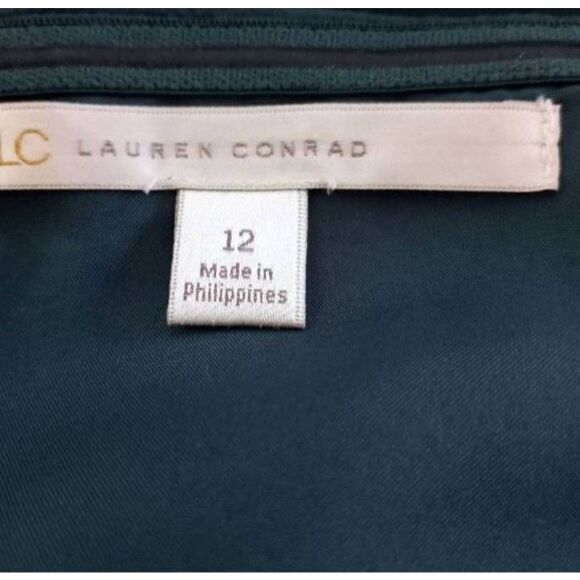 LC LAUREN CONRAD
12
Made in
Philippines